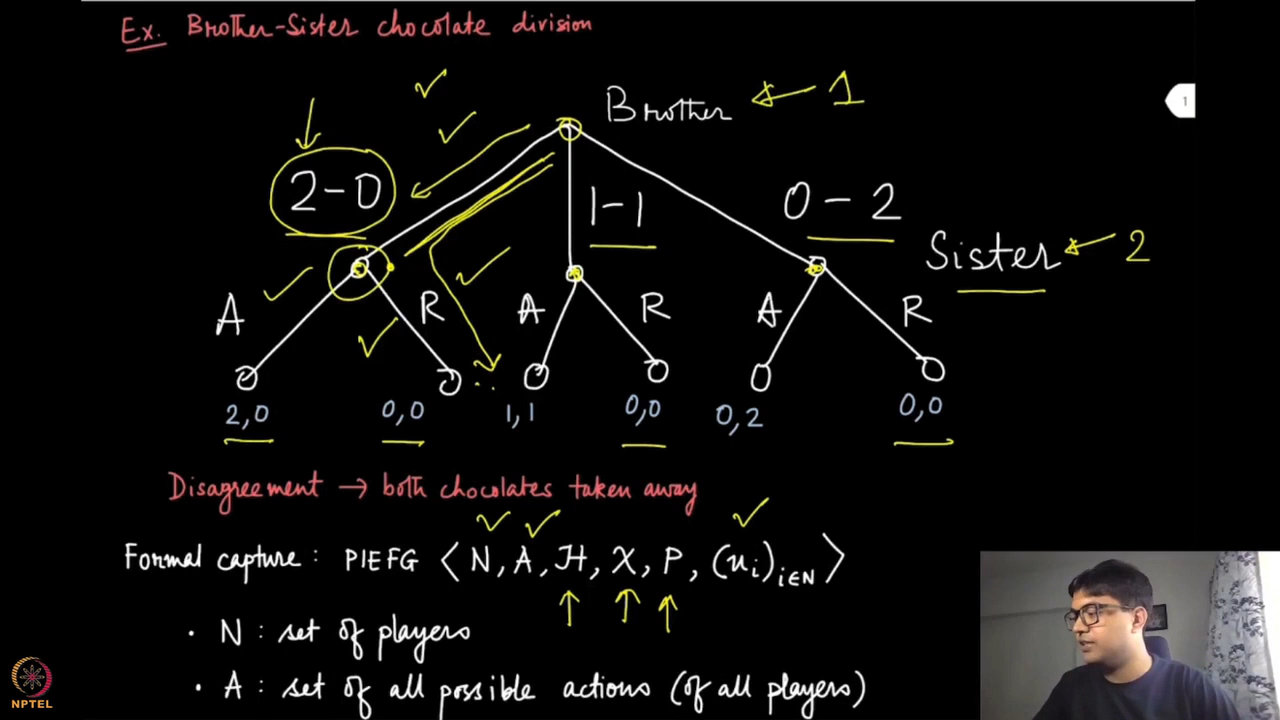 Ex. Brother-Sister chocolate division
Brother 1
2-0 1-1 0-2
Sister 2
A R A R A R
2,0 0,0 1,1 0,0 0,2 0,0
Disagreement → both chocolates taken away
Formal capture: PIEFG ⟨N, A, H, X, P, (u_i)_{i∈N}⟩
• N: set of players
• A: set of all possible actions (of all players)
1
NPTEL